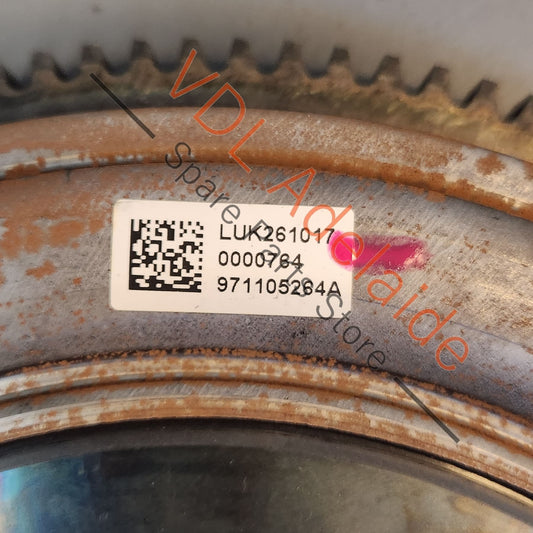 LUK261017
0000764
971105264A
VDL Adelaide
Spare Parts Store